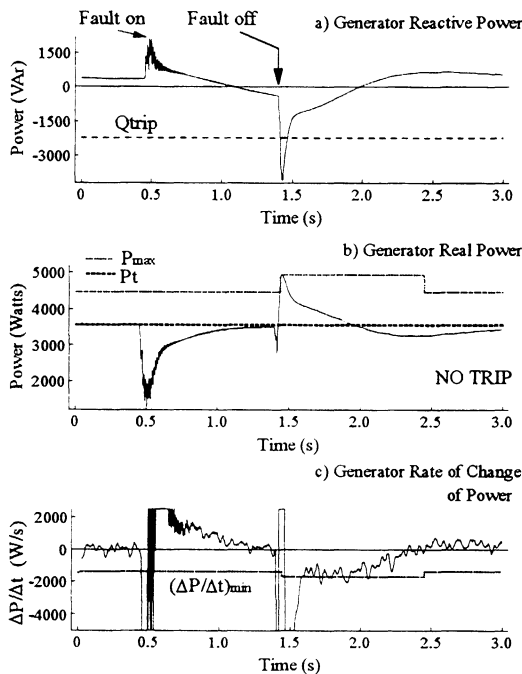 Fault on
Fault off
a) Generator Reactive Power
Power (VAr)
1500
0
-1500
-3000
Qtrip
0.0 0.5 1.0 1.5 2.0 2.5 3.0
Time (s)
b) Generator Real Power
Pmax
Pt
Power (Watts)
5000
4000
3000
2000
NO TRIP
0.0 0.5 1.0 1.5 2.0 2.5 3.0
Time (s)
c) Generator Rate of Change
of Power
ΔP/Δt (W/s)
2000
0
-2000
-4000
(ΔP/Δt)min
0.0 0.5 1.0 1.5 2.0 2.5 3.0
Time (s)